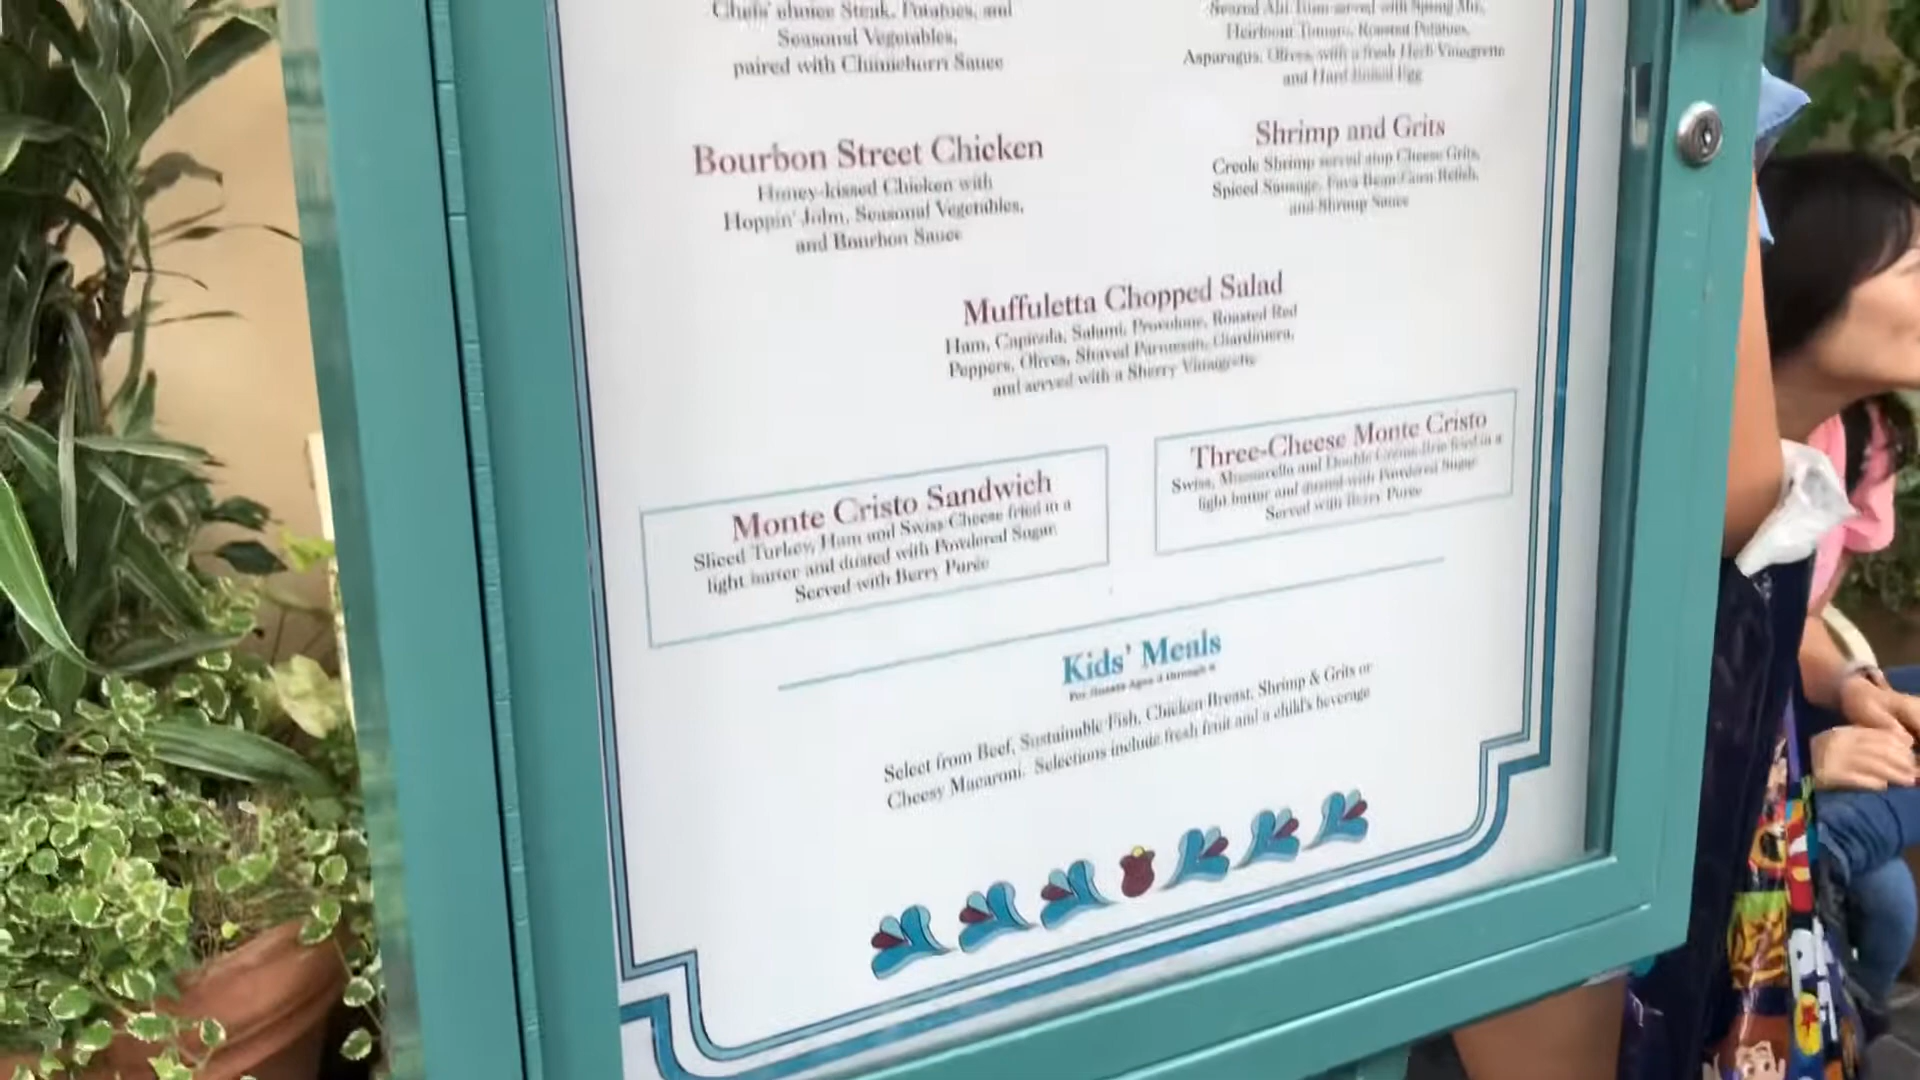 Chefs' choice Steak, Potatoes, and
Seasonal Vegetables,
paired with Chimichurri Sauce
Seared Ahi Tuna served with Spring Mix,
Heirloom Tomato, Roasted Potatoes,
Asparagus, Olives, with a fresh Herb Vinaigrette
and Hard Boiled Egg
Bourbon Street Chicken
Honey-kissed Chicken with
Hoppin' John, Seasonal Vegetables,
and Bourbon Sauce
Shrimp and Grits
Creole Shrimp served atop Cheese Grits,
Spiced Sausage, Fava Bean-Corn Relish,
and Shrimp Sauce
Muffuletta Chopped Salad
Ham, Capicola, Salami, Provolone, Roasted Red
Peppers, Olives, Shaved Parmesan, Giardiniera,
and served with a Sherry Vinaigrette
Monte Cristo Sandwich
Sliced Turkey, Ham and Swiss Cheese fried in a
light batter and dusted with Powdered Sugar.
Served with Berry Purée
Three-Cheese Monte Cristo
Swiss, Mozzarella and Double Crème Brie fried in a
light batter and dusted with Powdered Sugar
Served with Berry Purée
Kids' Meals
For Guests Ages 3 through 9
Select from Beef, Sustainable Fish, Chicken Breast, Shrimp & Grits or
Cheesy Macaroni. Selections include fresh fruit and a child's beverage